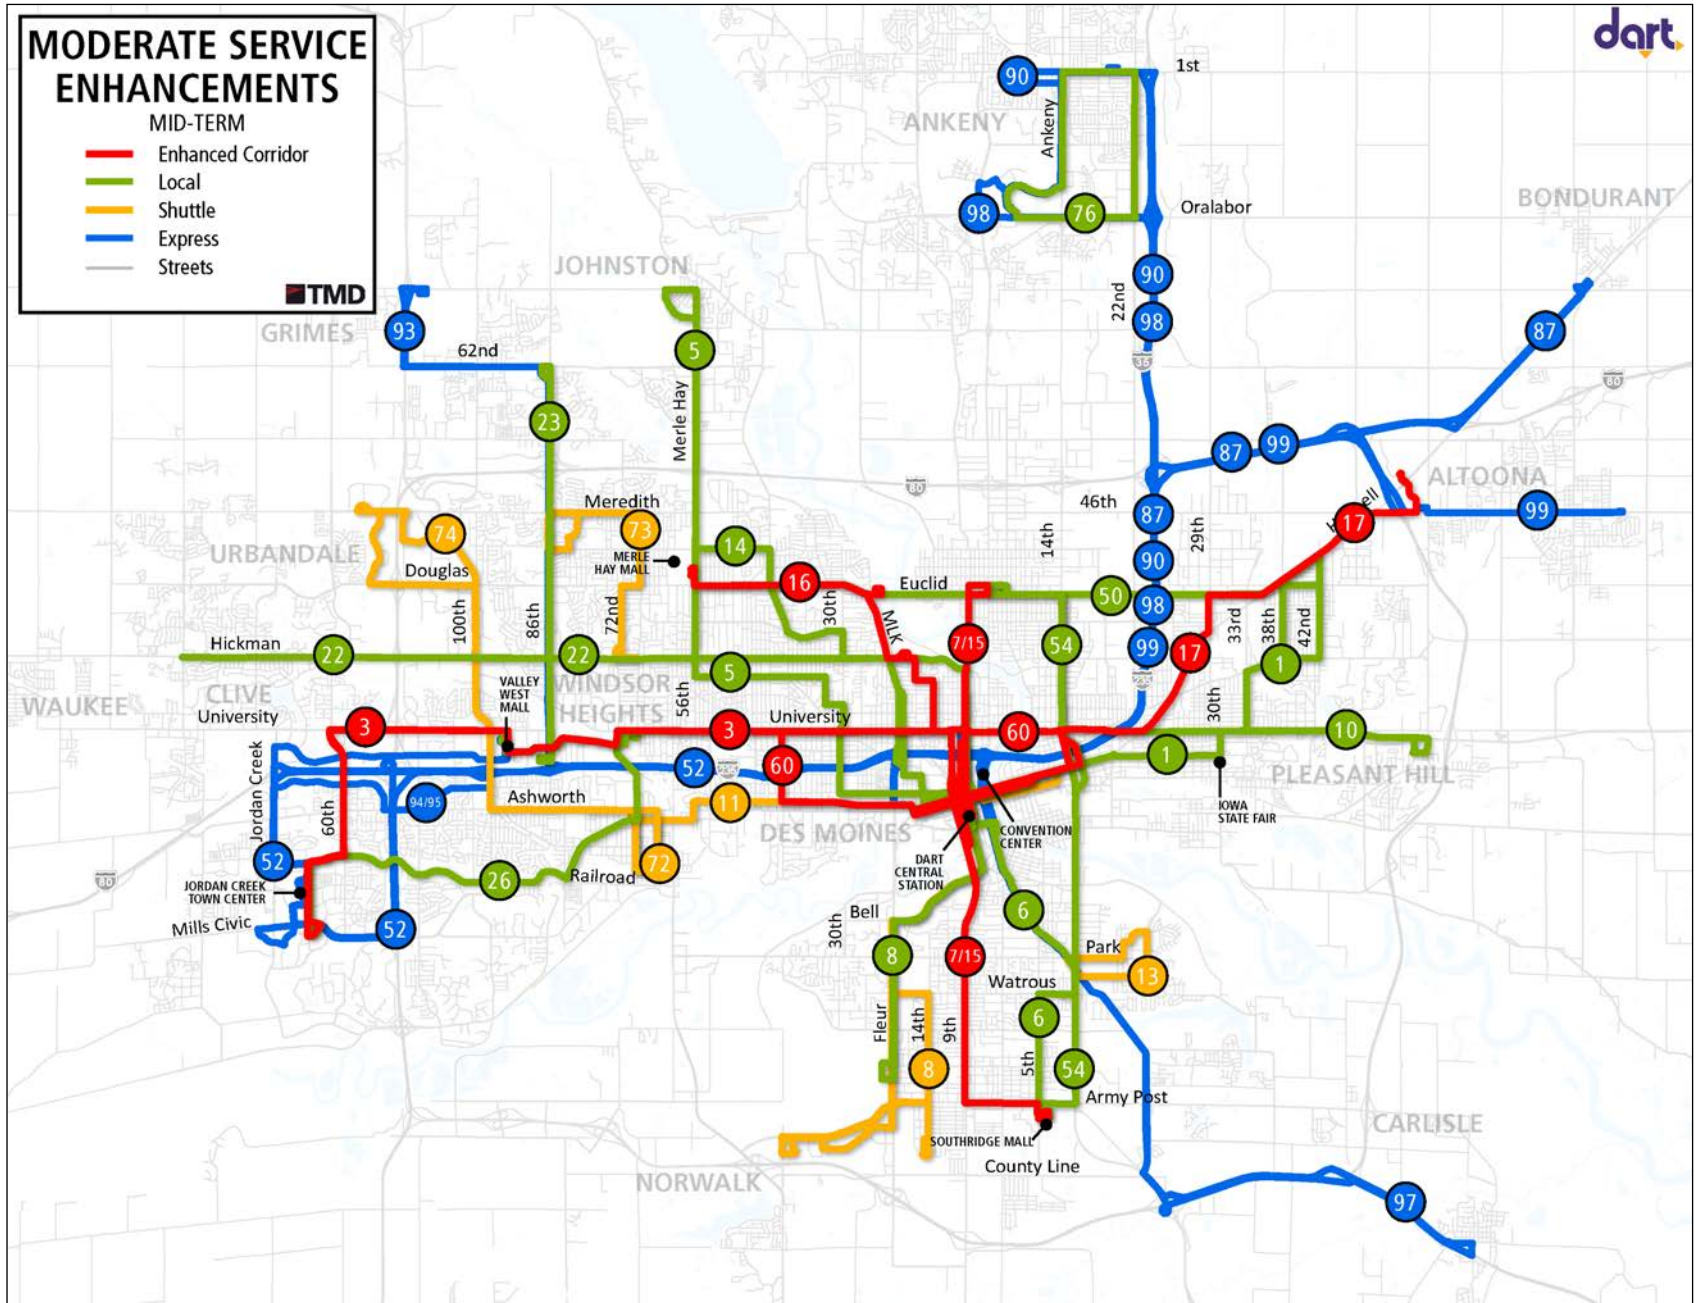 MODERATE SERVICE
ENHANCEMENTS
MID-TERM
Enhanced Corridor
Local
Shuttle
Express
Streets
TMD
dart
90
1st
ANKENY
Ankeny
98
76
Oralabor
BONDURANT
JOHNSTON
90
22nd
98
35
GRIMES
93
62nd
5
87
80
Merle Hay
23
87
99
ALTOONA
80
46th
87
29th
17
99
Meredith
73
74
URBANDALE
MERLE
HAY MALL
14
14th
90
Douglas
16
Euclid
50
98
100th
86th
72nd
30th
MLK
33rd
38th
42nd
Hickman
22
22
7/15
54
99
17
1
5
235
VALLEY
WEST
MALL
WINDSOR
HEIGHTS
WAUKEE
CLIVE
56th
30th
University
3
3
University
60
10
52
60
1
PLEASANT HILL
Jordan Creek
94/95
Ashworth
11
60th
DES MOINES
IOWA
STATE FAIR
CONVENTION
CENTER
52
72
DART
CENTRAL
STATION
80
26
Railroad
JORDAN CREEK
TOWN CENTER
Mills Civic
52
Bell
6
30th
8
7/15
Park
13
Watrous
Fleur
14th
9th
6
5th
8
54
Army Post
CARLISLE
SOUTHRIDGE MALL
County Line
NORWALK
97